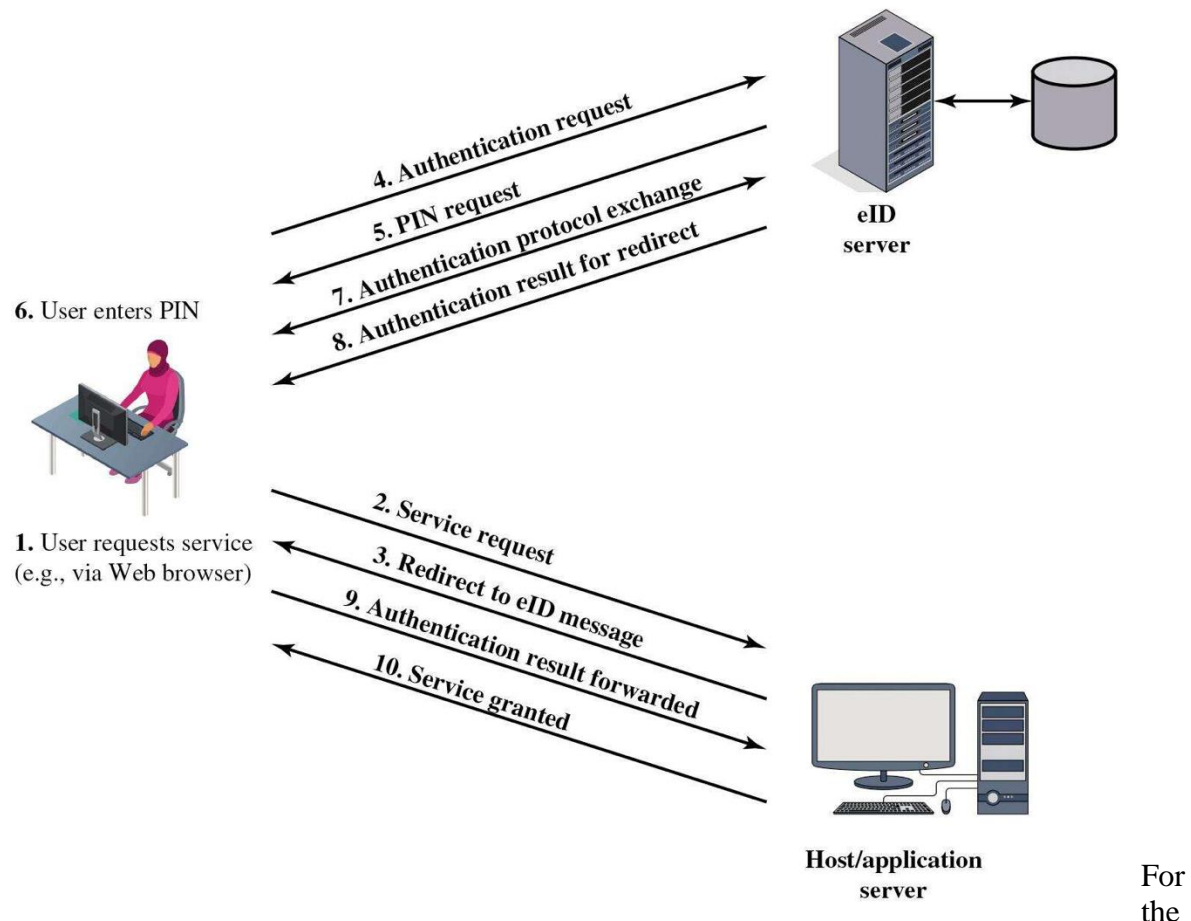 4. Authentication request
5. PIN request
7. Authentication protocol exchange
8. Authentication result for redirect
eID
server
6. User enters PIN
1. User requests service
(e.g., via Web browser)
2. Service request
3. Redirect to eID message
9. Authentication result forwarded
10. Service granted
Host/application
server
For
the